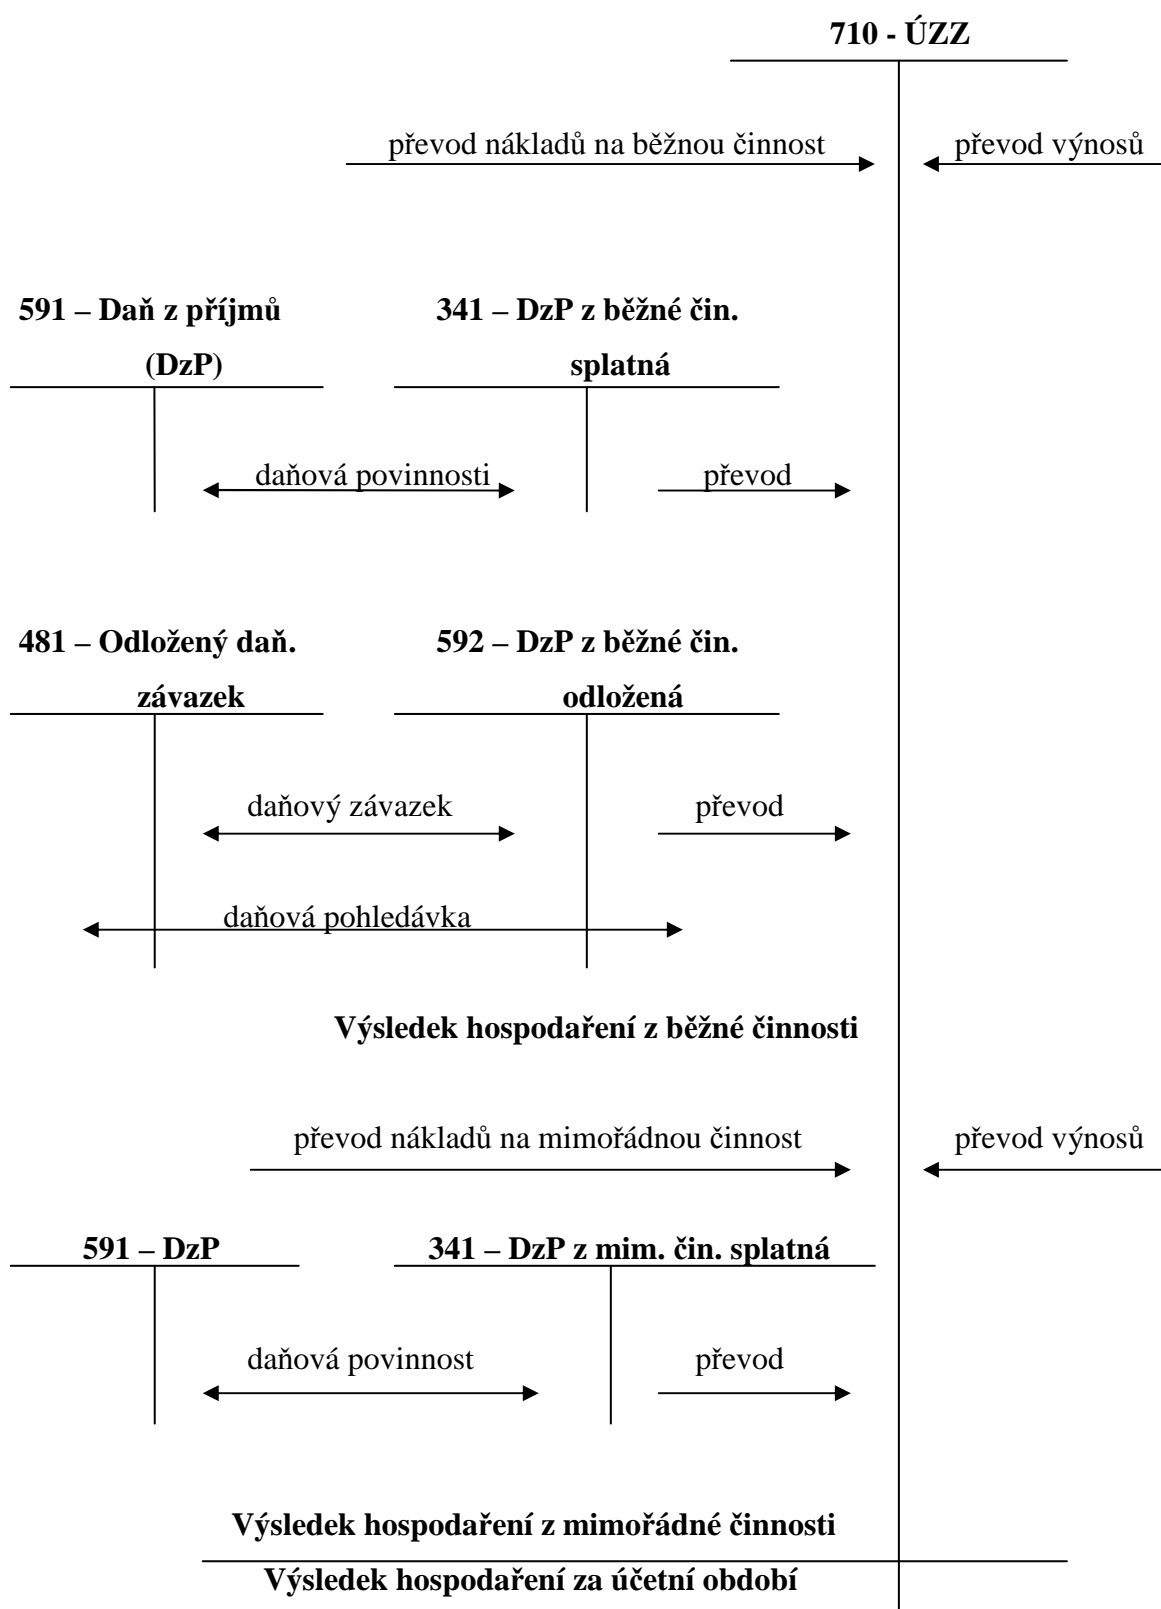 710 - ÚZZ
převod nákladů na běžnou činnost
převod výnosů
591 – Daň z příjmů
(DzP)
341 – DzP z běžné čin.
splatná
daňová povinnosti
převod
481 – Odložený daň.
závazek
592 – DzP z běžné čin.
odložená
daňový závazek
převod
daňová pohledávka
Výsledek hospodaření z běžné činnosti
převod nákladů na mimořádnou činnost
převod výnosů
591 – DzP
341 – DzP z mim. čin. splatná
daňová povinnost
převod
Výsledek hospodaření z mimořádné činnosti
Výsledek hospodaření za účetní období